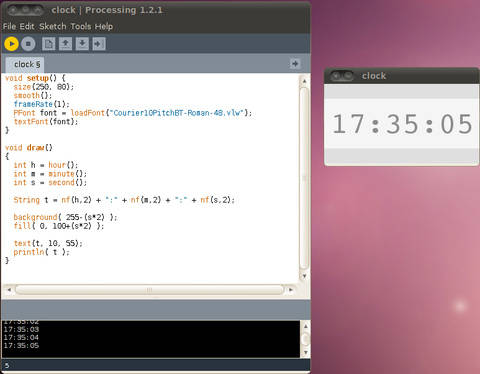 clock | Processing 1.2.1
File Edit Sketch Tools Help
clock §
void setup() {
size(250, 80);
smooth();
frameRate(1);
PFont font = loadFont("Courier10PitchBT-Roman-48.vlw");
textFont(font);
}
void draw()
{
int h = hour();
int m = minute();
int s = second();
String t = nf(h,2) + ":" + nf(m,2) + ":" + nf(s,2);
background( 255-(s*2) );
fill( 0, 100+(s*2) );
text(t, 10, 55);
println( t );
}
17:35:02
17:35:03
17:35:04
17:35:05
5
clock
17:35:05